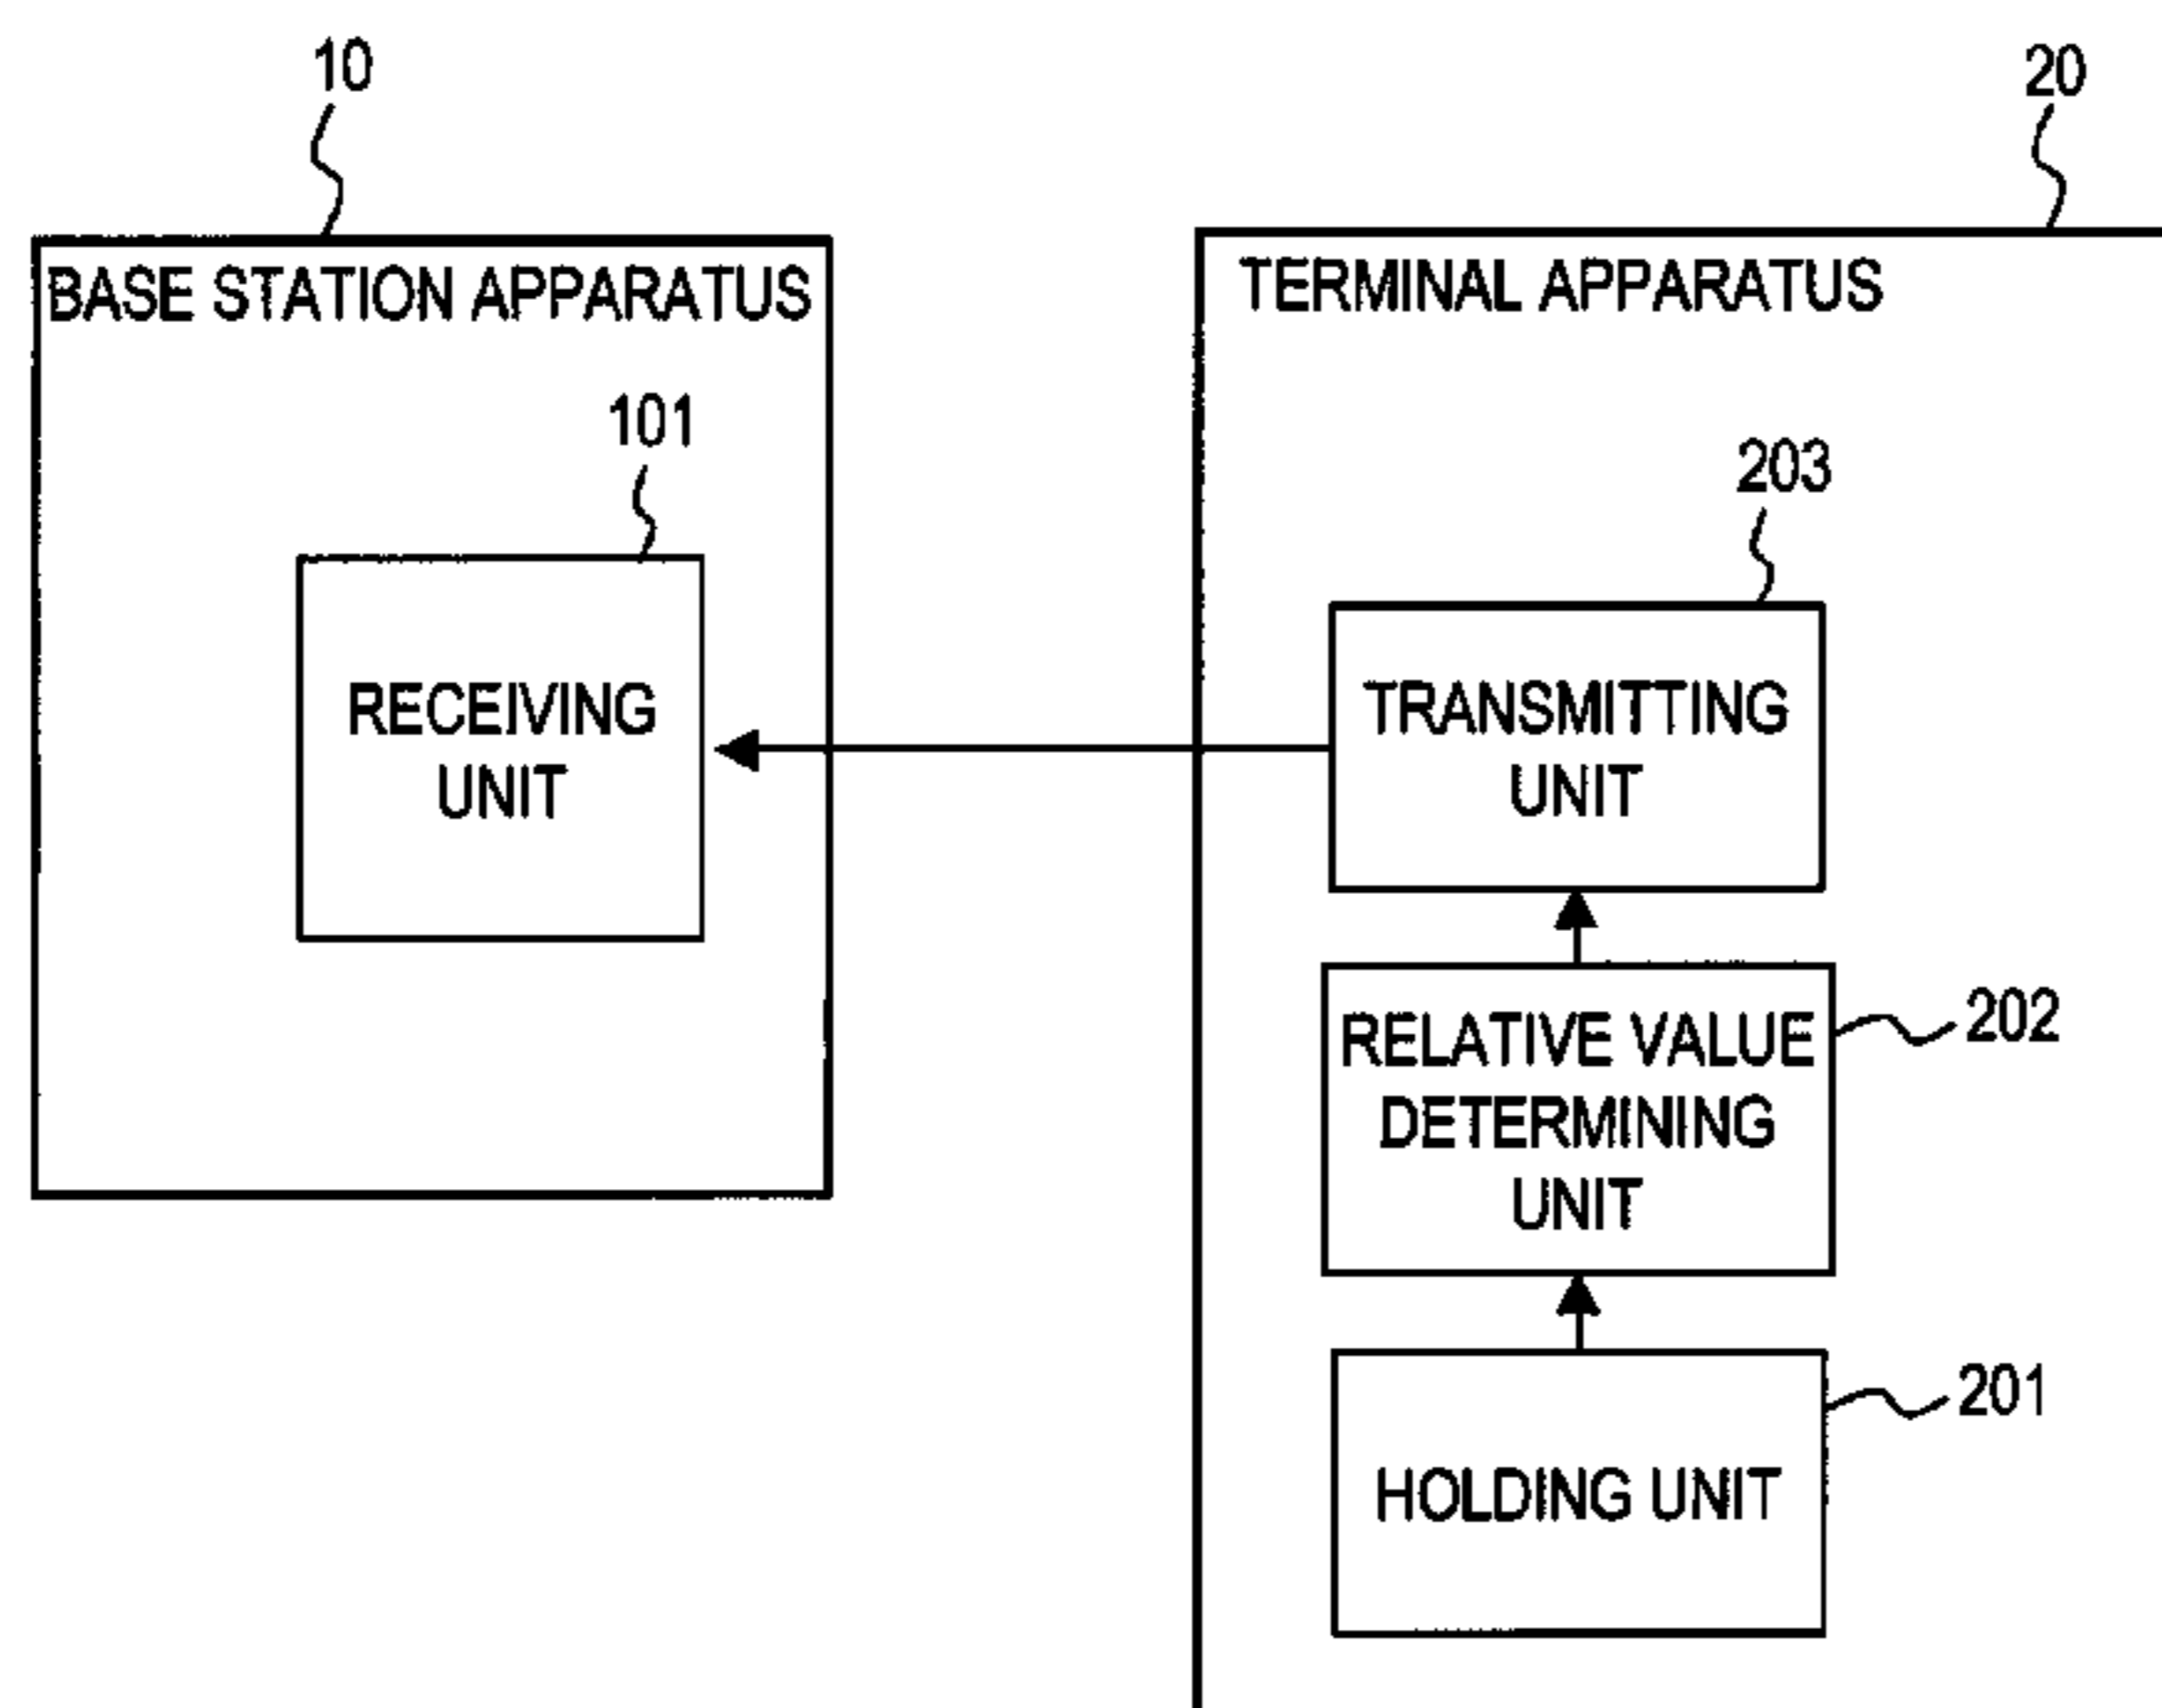 10
20
BASE STATION APPARATUS
TERMINAL APPARATUS
101
203
RECEIVING
UNIT
TRANSMITTING
UNIT
202
RELATIVE VALUE
DETERMINING
UNIT
201
HOLDING UNIT